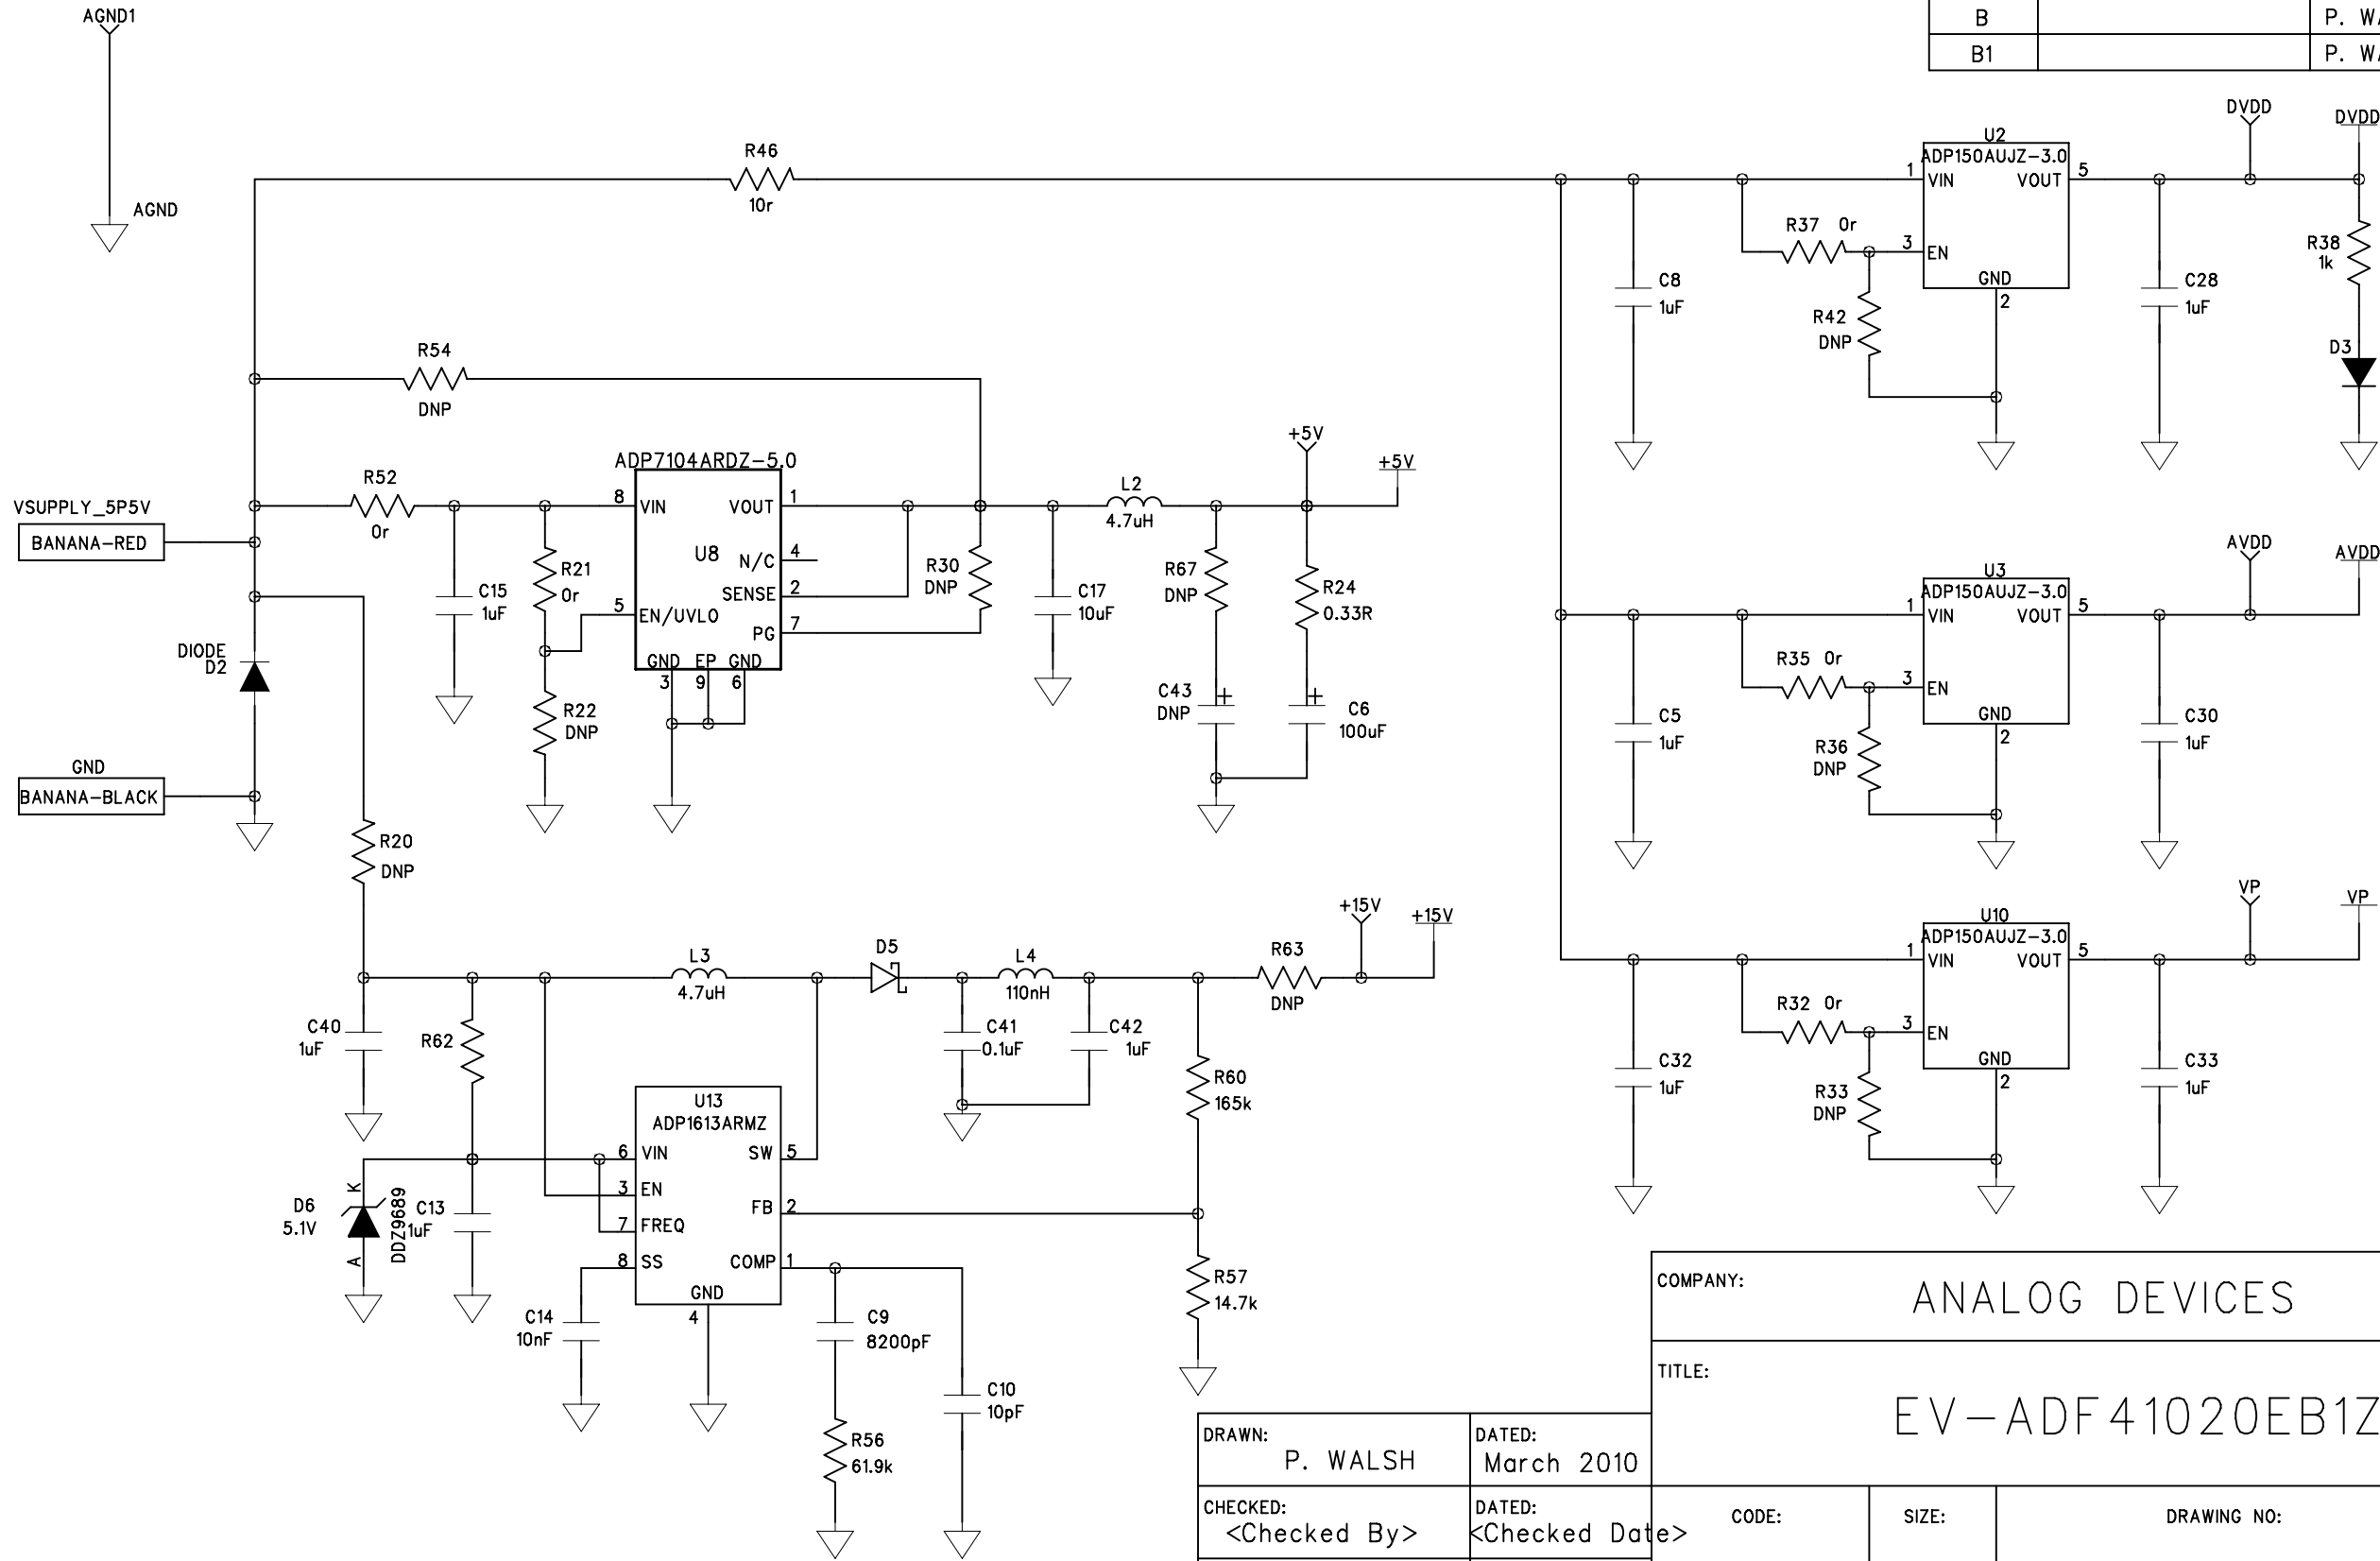 AGND1
AGND
B
P. WA
B1
P. WA
R46
10r
R54
DNP
VSUPPLY_5P5V
BANANA-RED
R52
0r
C15
1uF
R21
0r
R22
DNP
DIODE
D2
GND
BANANA-BLACK
ADP7104ARDZ-5.0
8
VIN
VOUT
1
U8
N/C
4
SENSE
2
5
EN/UVLO
PG
7
GND
EP
GND
3
9
6
R30
DNP
C17
10uF
L2
4.7uH
+5V
+5V
R67
DNP
R24
0.33R
C43
DNP
+
+
C6
100uF
R20
DNP
C40
1uF
R62
L3
4.7uH
D5
L4
110nH
C41
0.1uF
C42
1uF
R63
DNP
+15V
+15V
R60
165k
R57
14.7k
U13
ADP1613ARMZ
6
VIN
SW
5
3
EN
FB
2
7
FREQ
8
SS
COMP
1
GND
4
D6
5.1V
K
A
DDZ9689
C13
1uF
C14
10nF
C9
8200pF
C10
10pF
R56
61.9k
U2
ADP150AUJZ-3.0
1
VIN
VOUT
5
3
EN
GND
2
R37 0r
R42
DNP
C8
1uF
C28
1uF
DVDD
DVDD
R38
1k
D3
U3
ADP150AUJZ-3.0
1
VIN
VOUT
5
3
EN
GND
2
R35 0r
R36
DNP
C5
1uF
C30
1uF
AVDD
AVDD
U10
ADP150AUJZ-3.0
1
VIN
VOUT
5
3
EN
GND
2
R32 0r
R33
DNP
C32
1uF
C33
1uF
VP
VP
COMPANY:
ANALOG DEVICES
TITLE:
EV-ADF41020EB1Z
DRAWN:
P. WALSH
DATED:
March 2010
CHECKED:
<Checked By>
DATED:
<Checked Date>
CODE:
SIZE:
DRAWING NO: